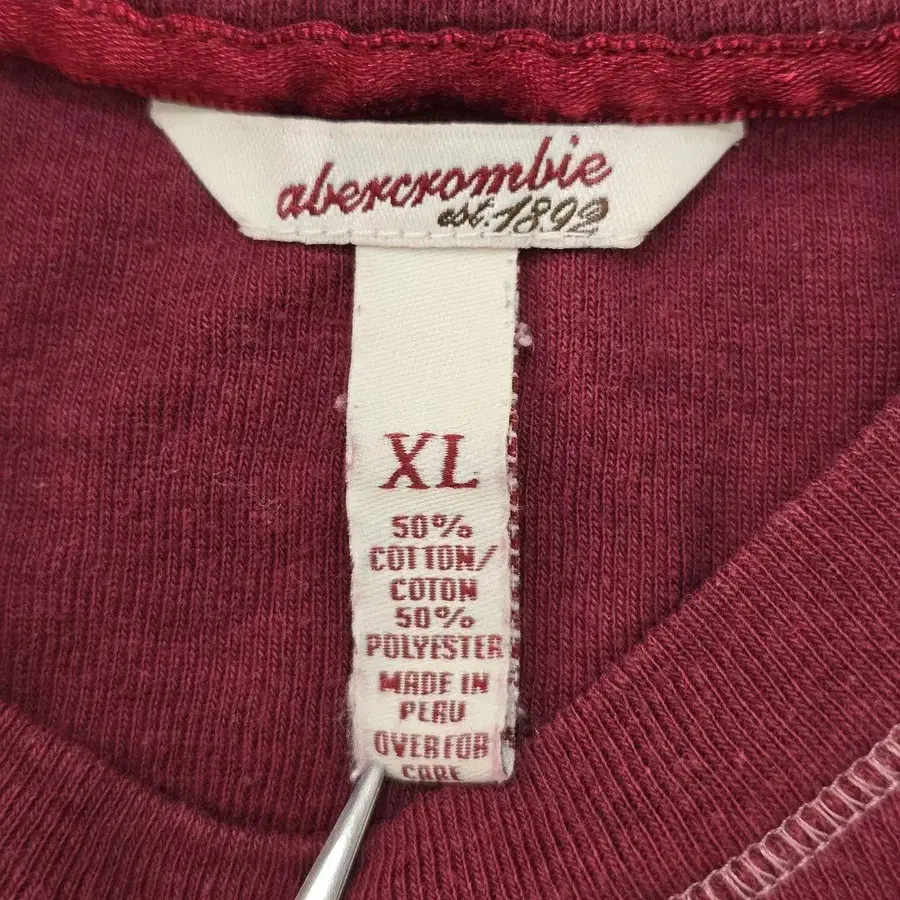 abercrombie
est.1892
XL
50%
COTTON/
COTON
50%
POLYESTER
MADE IN
PERU
OVER FOR
CARE